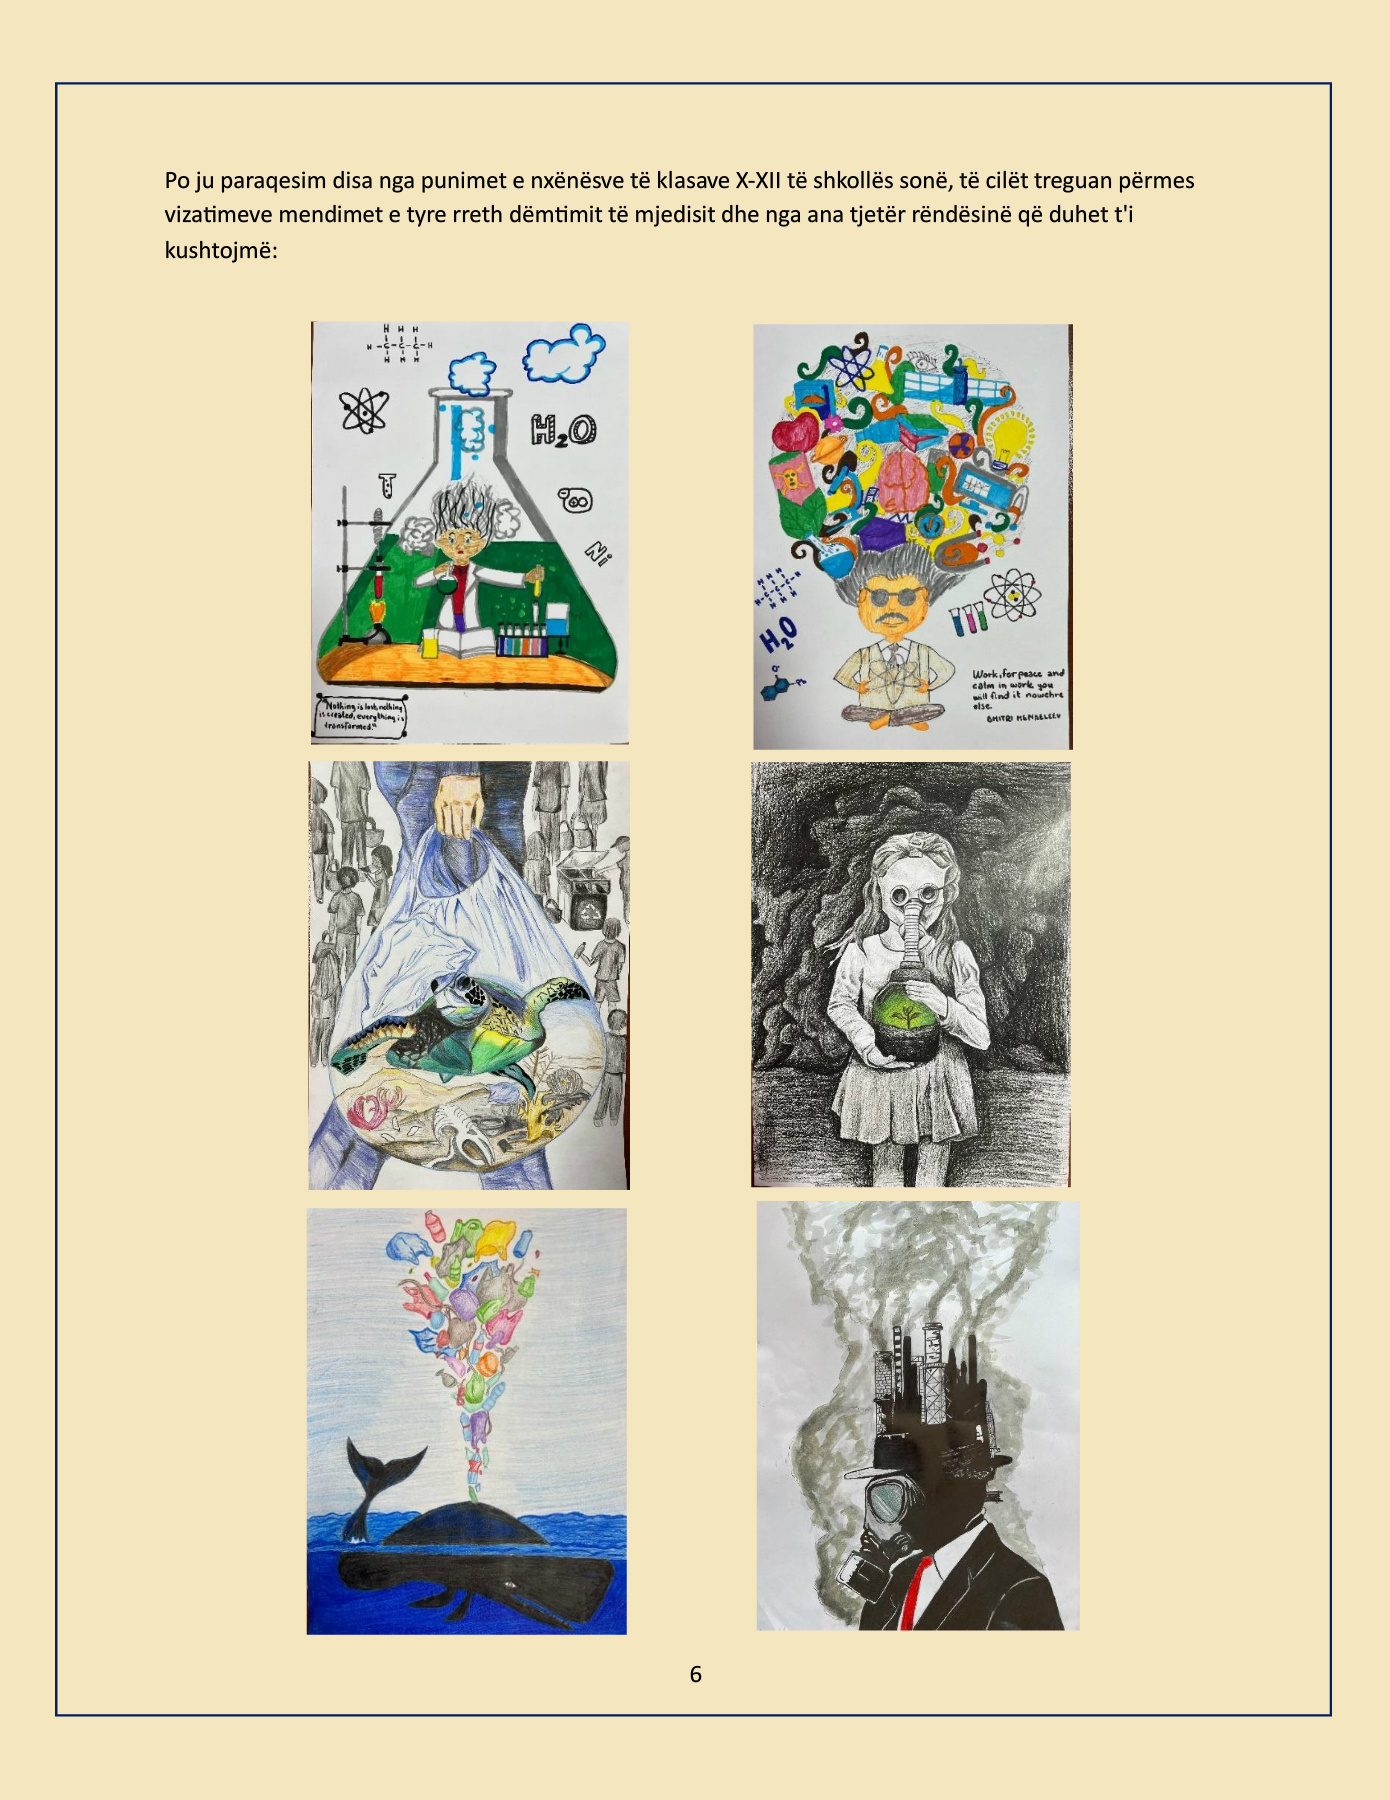 Po ju paraqesim disa nga punimet e nxënësve të klasave X-XII të shkollës sonë, të cilët treguan përmes
vizatimeve mendimet e tyre rreth dëmtimit të mjedisit dhe nga ana tjetër rëndësinë që duhet t'i
kushtojmë:
H H H
H-C-C-C-H
H H H
H₂O
Ni
"Nothing is lost, nothing
is created, everything is
transformed."
H₂O
Work, for peace and
calm in work you
will find it nowehre
else.
DMITRI MENDELEEV
6